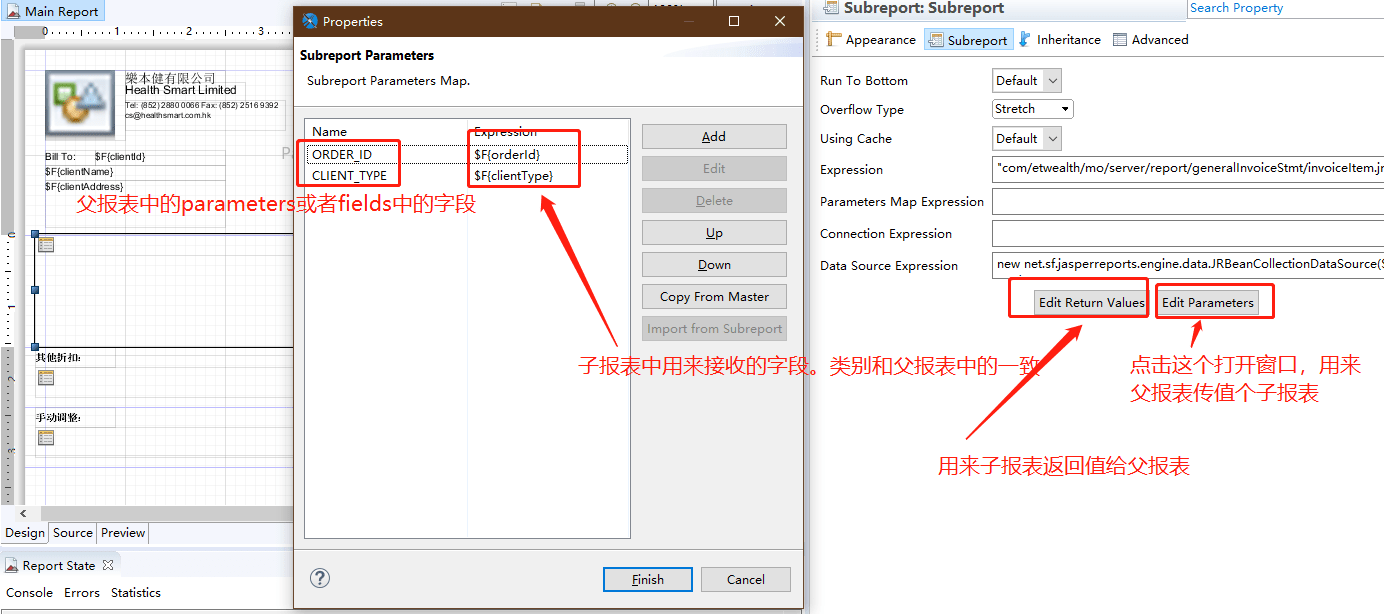 Main Report
0 1 2 3
樂本健有限公司
Health Smart Limited
Tel: (852) 2880 0066 Fax: (852) 2516 9392
cs@healthsmart.com.hk
Bill To: $F{clientId}
$F{clientName}
$F{clientAddress}
父报表中的parameters或者fields中的字段
其他折扣:
手动调整:
Design Source Preview
Report State
Console Errors Statistics
Properties
Subreport Parameters
Subreport Parameters Map.
Name Expression
ORDER_ID $F{orderId}
CLIENT_TYPE $F{clientType}
Add
Edit
Delete
Up
Down
Copy From Master
Import from Subreport
子报表中用来接收的字段。类别和父报表中的一致
Finish Cancel
Subreport: Subreport
Search Property
Appearance Subreport Inheritance Advanced
Run To Bottom Default
Overflow Type Stretch
Using Cache Default
Expression "com/etwealth/mo/server/report/generalInvoiceStmt/invoiceItem.jr
Parameters Map Expression
Connection Expression
Data Source Expression new net.sf.jasperreports.engine.data.JRBeanCollectionDataSource(
Edit Return Values Edit Parameters
点击这个打开窗口，用来
父报表传值个子报表
用来子报表返回值给父报表